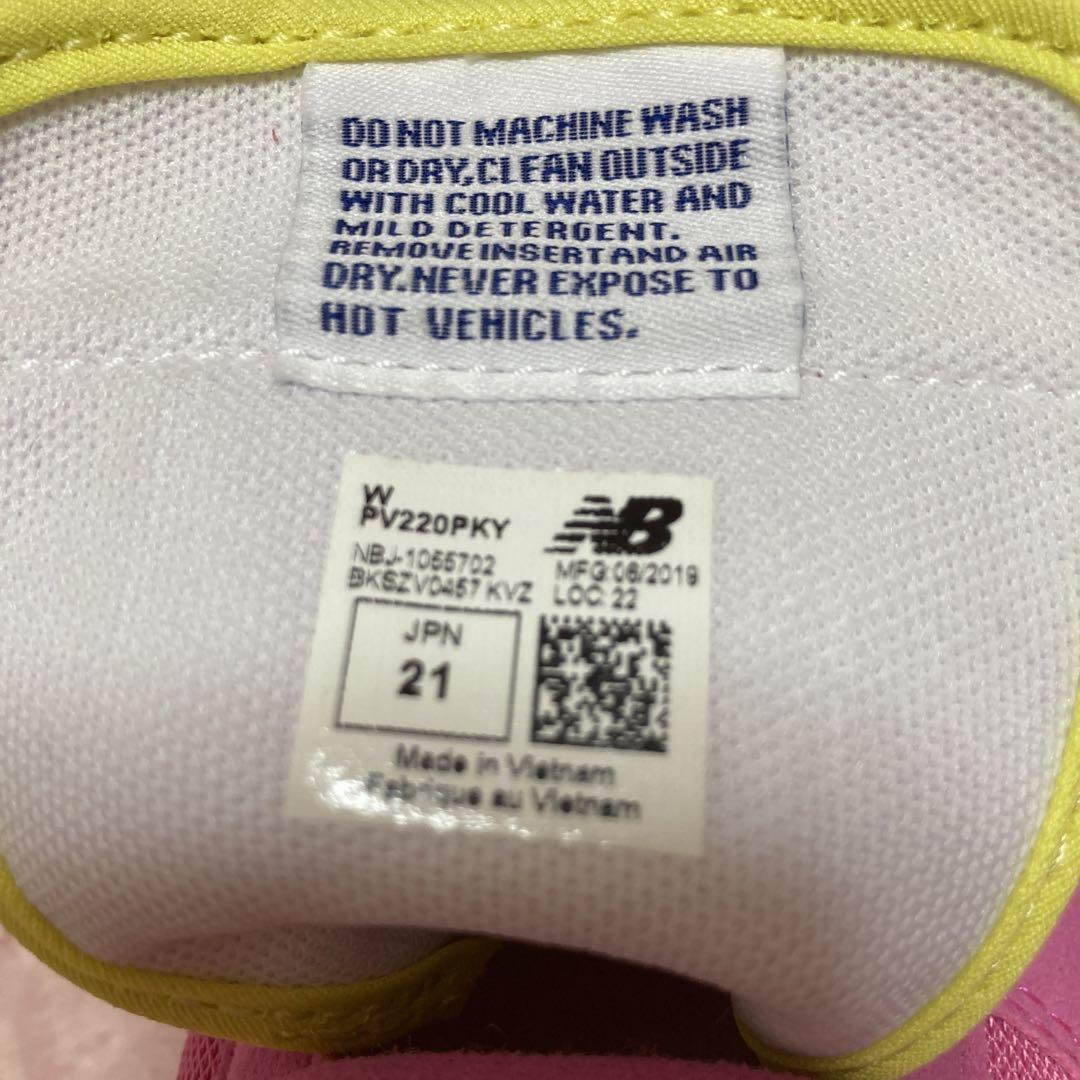 DO NOT MACHINE WASH
OR DRY,CLEAN OUTSIDE
WITH COOL WATER AND
MILD DETERGENT.
REMOVE INSERT AND AIR
DRY.NEVER EXPOSE TO
HOT VEHICLES.
W
PV220PKY
NB
NBJ-1055702
MFG:06/2019
BKSZV0457 KVZ
LOC: 22
JPN
21
Made in Vietnam
Fabrique au Vietnam